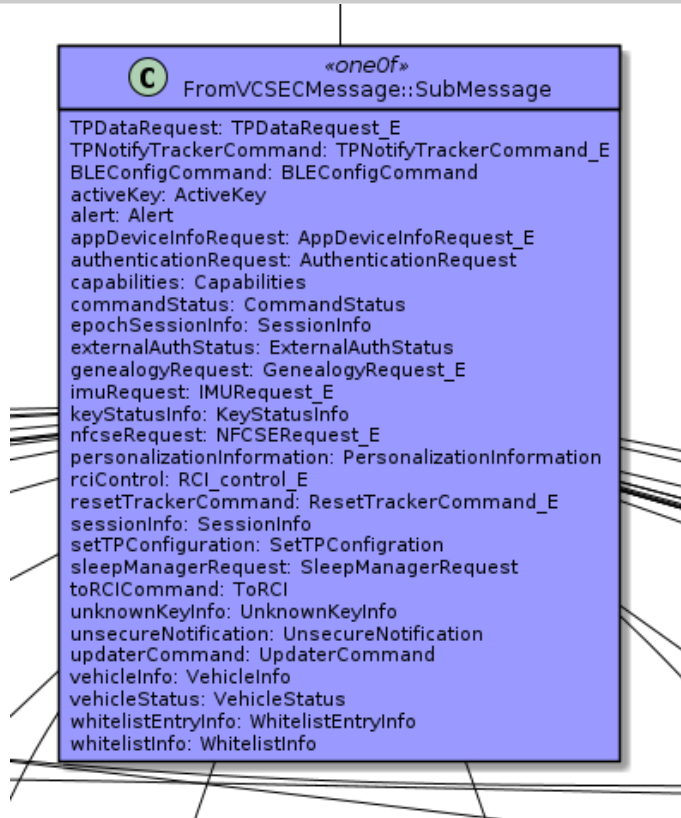 C
«oneOf»
FromVCSECMessage::SubMessage
TPDataRequest: TPDataRequest_E
TPNotifyTrackerCommand: TPNotifyTrackerCommand_E
BLEConfigCommand: BLEConfigCommand
activeKey: ActiveKey
alert: Alert
appDeviceInfoRequest: AppDeviceInfoRequest_E
authenticationRequest: AuthenticationRequest
capabilities: Capabilities
commandStatus: CommandStatus
epochSessionInfo: SessionInfo
externalAuthStatus: ExternalAuthStatus
genealogyRequest: GenealogyRequest_E
imuRequest: IMURequest_E
keyStatusInfo: KeyStatusInfo
nfcseRequest: NFCSERequest_E
personalizationInformation: PersonalizationInformation
rciControl: RCI_control_E
resetTrackerCommand: ResetTrackerCommand_E
sessionInfo: SessionInfo
setTPConfiguration: SetTPConfigration
sleepManagerRequest: SleepManagerRequest
toRCICommand: ToRCI
unknownKeyInfo: UnknownKeyInfo
unsecureNotification: UnsecureNotification
updaterCommand: UpdaterCommand
vehicleInfo: VehicleInfo
vehicleStatus: VehicleStatus
whitelistEntryInfo: WhitelistEntryInfo
whitelistInfo: WhitelistInfo